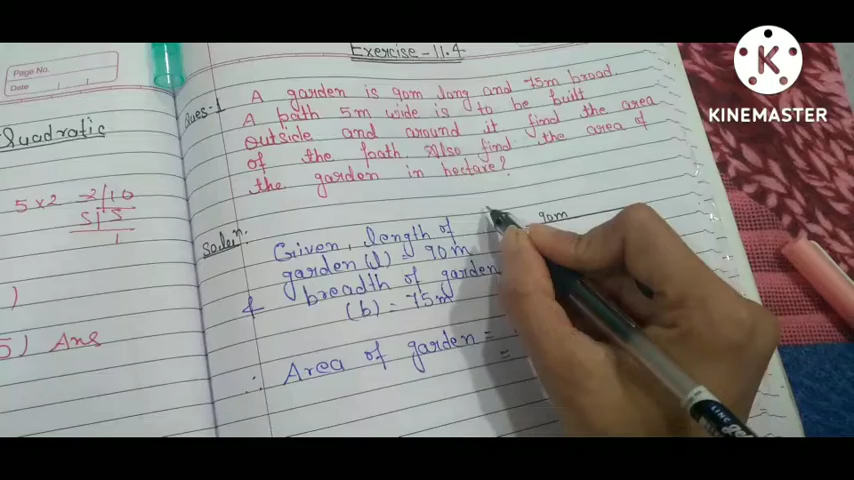 Exercise - 11.4
Page No.
Date
Ques-1 A garden is 90m long and 75m broad.
A path 5m wide is to be built
outside and around it find the area
of the path Also find the area of
the garden in hectare?
Quadratic
5 x 2
2/10
5/5
1
)
5) Ans
90m
Given, length of
garden (l) = 90m
& breadth of garden
(b) = 75m
∴ Area of garden =
=
K
KINEMASTER